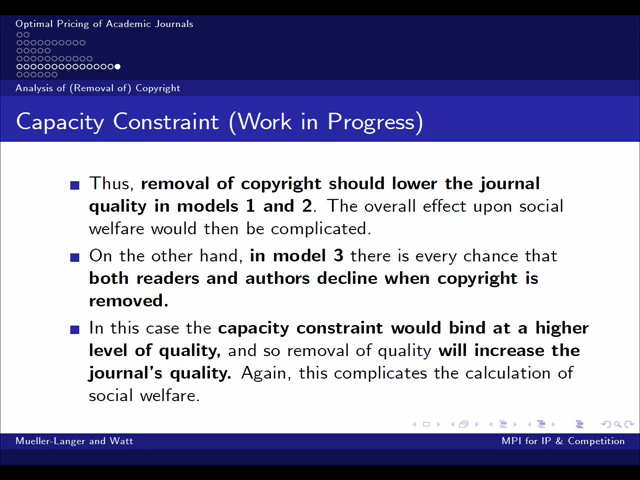 Optimal Pricing of Academic Journals
Analysis of (Removal of) Copyright
Capacity Constraint (Work in Progress)
Thus, removal of copyright should lower the journal
quality in models 1 and 2. The overall effect upon social
welfare would then be complicated.
On the other hand, in model 3 there is every chance that
both readers and authors decline when copyright is
removed.
In this case the capacity constraint would bind at a higher
level of quality, and so removal of quality will increase the
journal's quality. Again, this complicates the calculation of
social welfare.
Mueller-Langer and Watt
MPI for IP & Competition